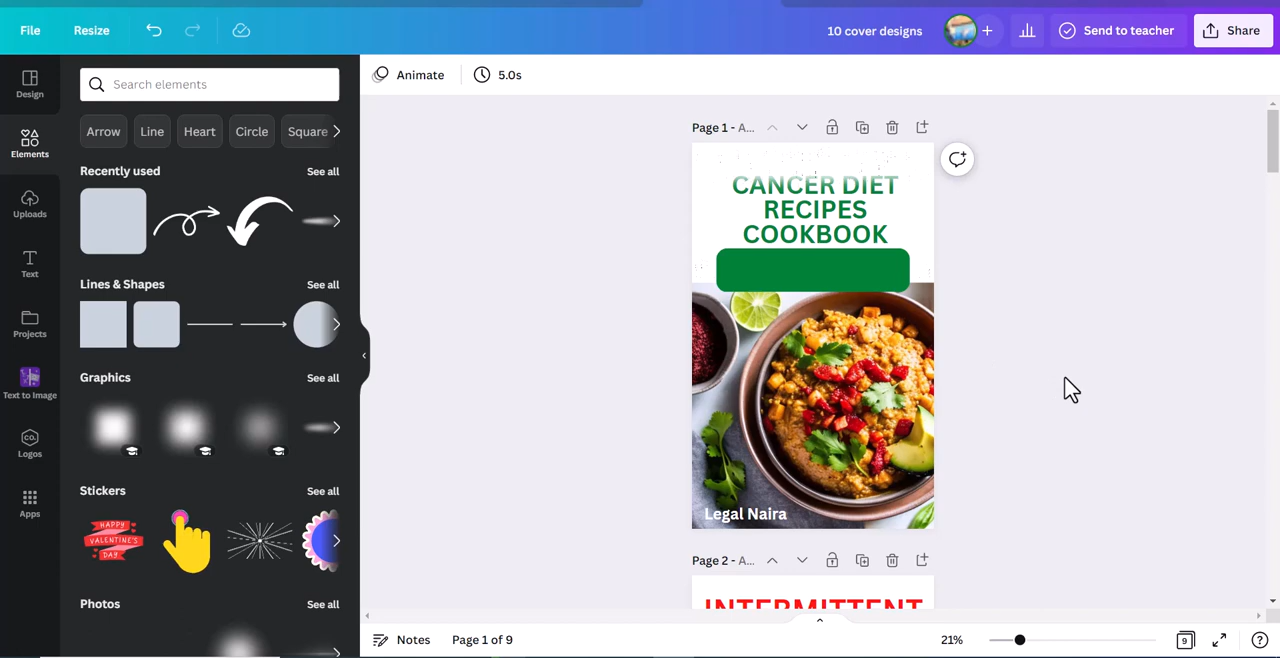 File
Resize
10 cover designs
Send to teacher
Share
Design
Elements
Uploads
Text
Projects
Text to Image
Logos
Apps
CO.
Search elements
Arrow
Line
Heart
Circle
Square
Recently used
See all
Lines & Shapes
See all
Graphics
See all
Stickers
See all
HAPPY
VALENTINE'S
DAY
Photos
See all
Animate
5.0s
Page 1 - A...
CANCER DIET
RECIPES
COOKBOOK
Legal Naira
Page 2 - A...
INTERMITTENT
Notes
Page 1 of 9
21%
9